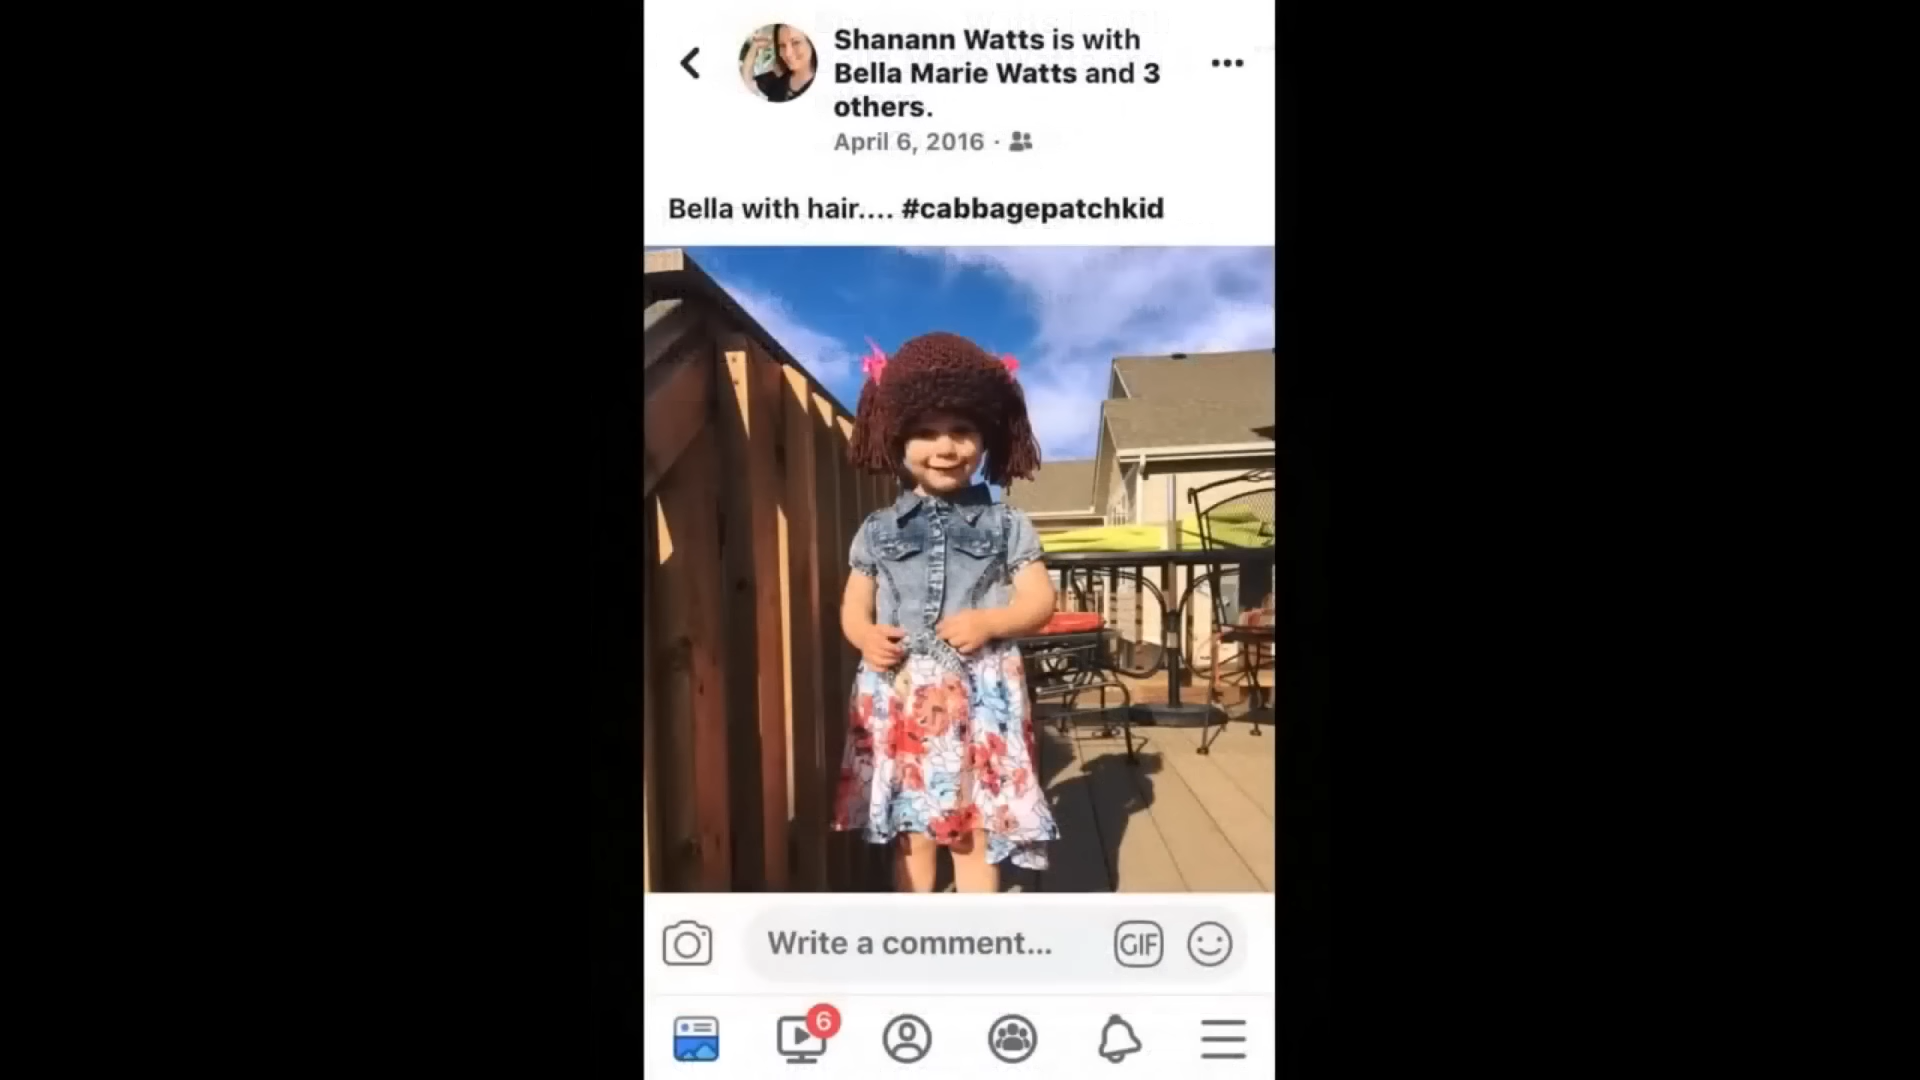 Shanann Watts is with
Bella Marie Watts and 3
others.
April 6, 2016 ·
Bella with hair.... #cabbagepatchkid
Write a comment...
GIF
6